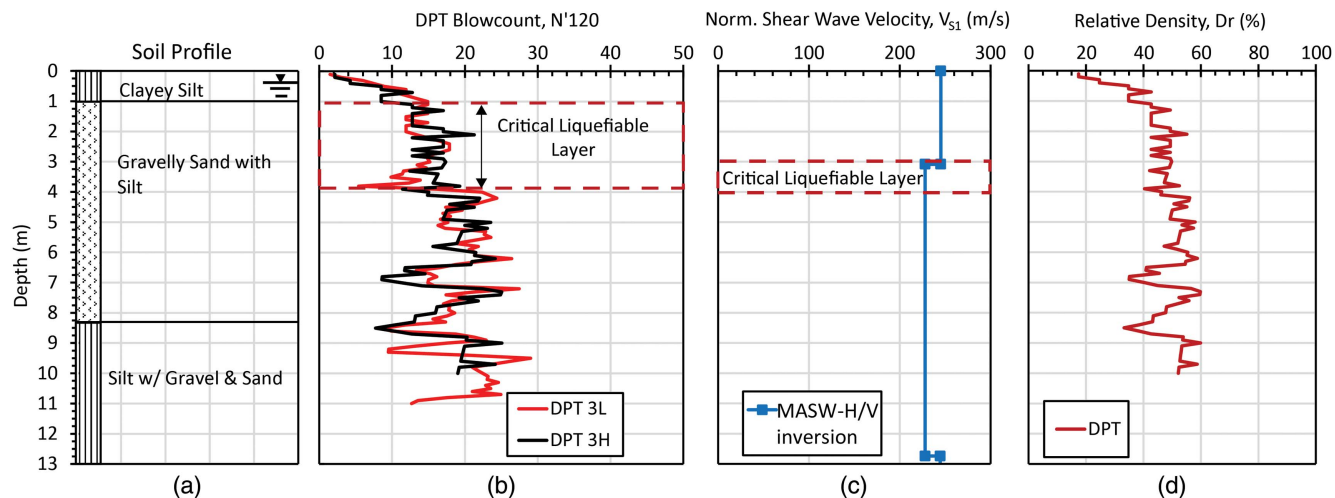 DPT Blowcount, N'120
Norm. Shear Wave Velocity, VS1 (m/s)
Relative Density, Dr (%)
Soil Profile
0 10 20 30 40 50
0 100 200 300
0 20 40 60 80 100
Depth (m)
0
1
2
3
4
5
6
7
8
9
10
11
12
13
Clayey Silt
Gravelly Sand with
Silt
Silt w/ Gravel & Sand
Critical Liquefiable
Layer
DPT 3L
DPT 3H
Critical Liquefiable Layer
MASW-H/V
inversion
DPT
(a)
(b)
(c)
(d)